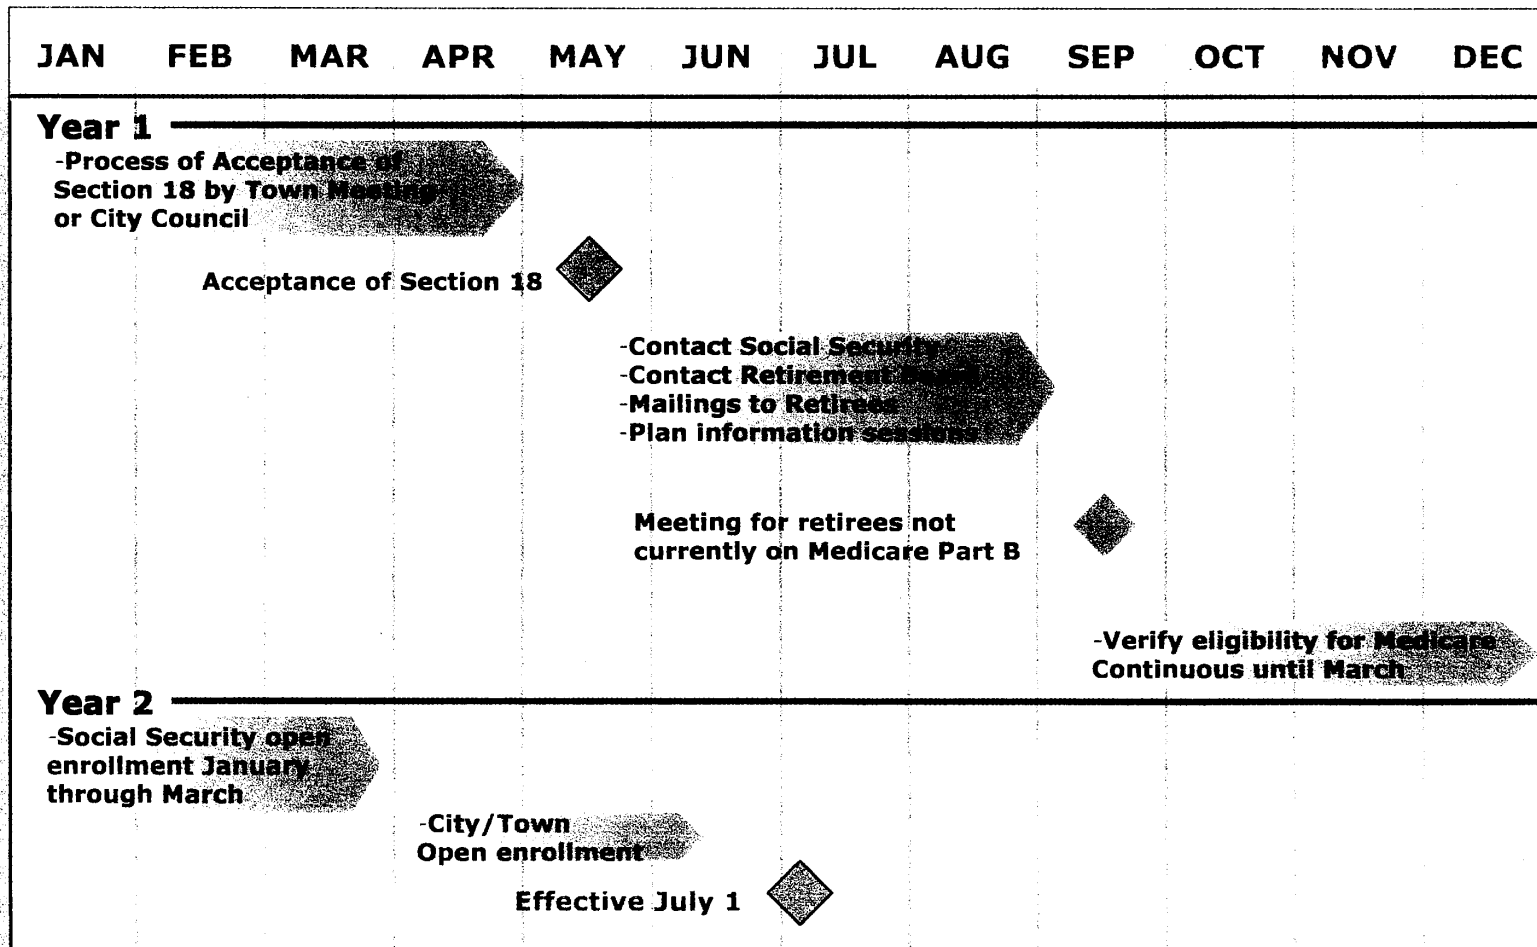 JAN FEB MAR APR MAY JUN JUL AUG SEP OCT NOV DEC
Year 1
-Process of Acceptance of
Section 18 by Town Meeting
or City Council
Acceptance of Section 18
-Contact Social Security
-Contact Retirement Board
-Mailings to Retirees
-Plan information sessions
Meeting for retirees not
currently on Medicare Part B
-Verify eligibility for Medicare
Continuous until March
Year 2
-Social Security open
enrollment January
through March
-City/Town
Open enrollment
Effective July 1